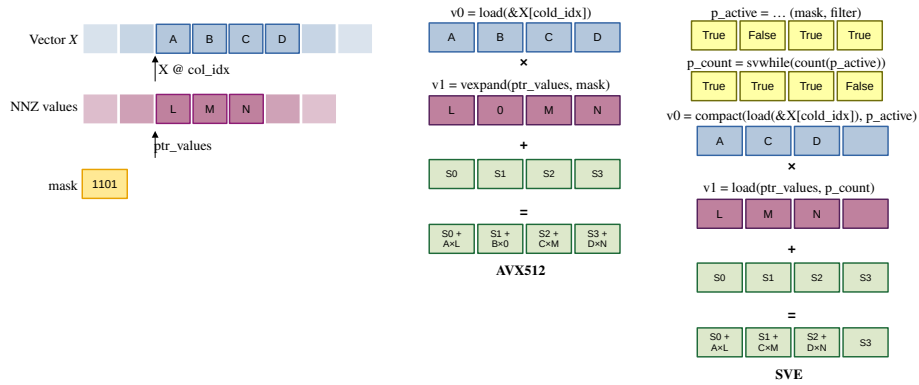 Vector X
A B C D
X @ col_idx
NNZ values
L M N
ptr_values
mask
1101
v0 = load(&X[cold_idx])
A B C D
×
v1 = vexpand(ptr_values, mask)
L 0 M N
+
S0 S1 S2 S3
=
S0 + S1 + S2 + S3 +
A×L B×0 C×M D×N
AVX512
p_active = … (mask, filter)
True False True True
p_count = svwhile(count(p_active))
True True True False
v0 = compact(load(&X[cold_idx]), p_active)
A C D
×
v1 = load(ptr_values, p_count)
L M N
+
S0 S1 S2 S3
=
S0 + S1 + S2 + S3
A×L C×M D×N
SVE